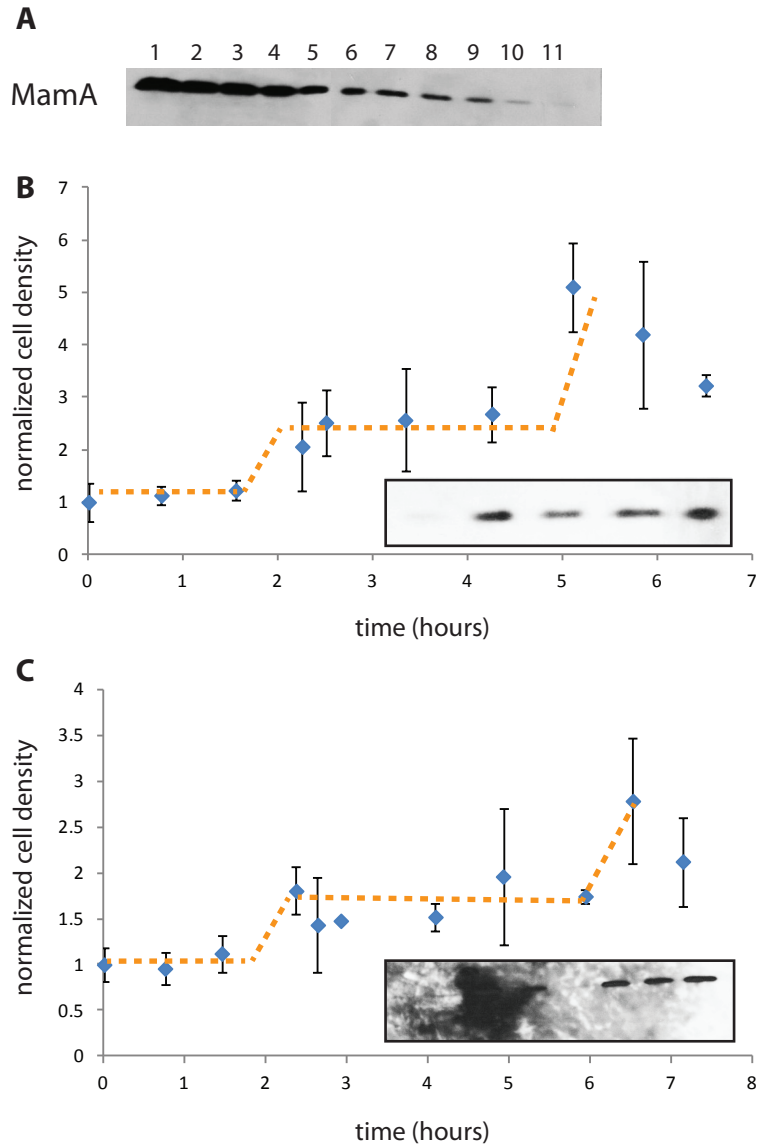 A
1 2 3 4 5 6 7 8 9 10 11
MamA
B
7
6
5
4
3
2
1
0
normalized cell density
0 1 2 3 4 5 6 7
time (hours)
C
4
3.5
3
2.5
2
1.5
1
0.5
0
normalized cell density
0 1 2 3 4 5 6 7 8
time (hours)